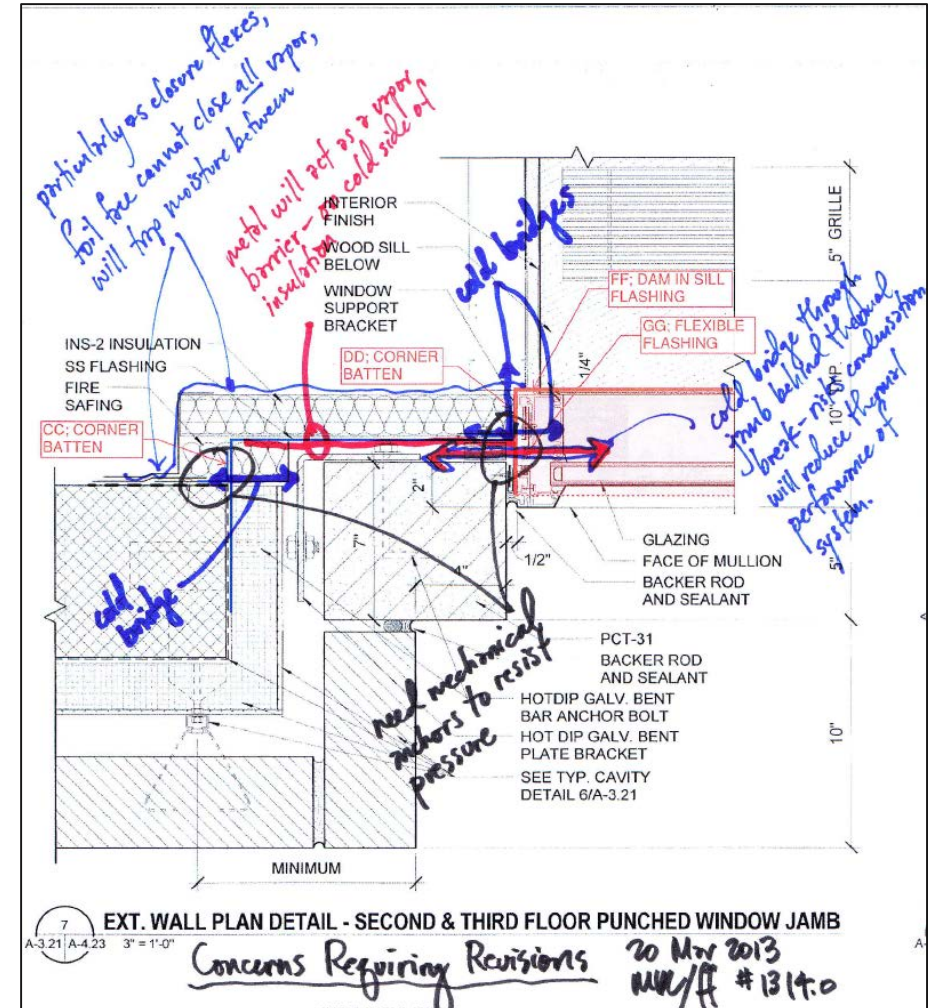 particularly as closure flexes,
foil face cannot close all vapor,
will trap moisture between
metal will act as a vapor
barrier - on cold side of
insulation
INTERIOR
FINISH
WOOD SILL
BELOW
WINDOW
SUPPORT
BRACKET
cold bridges
5" GRILLE
FF; DAM IN SILL
FLASHING
GG; FLEXIBLE
FLASHING
1/4"
10"
cold bridge through
jamb behind thermal
break - risks condensation
will reduce thermal
performance of
system.
INS-2 INSULATION
SS FLASHING
FIRE
SAFING
DD; CORNER
BATTEN
CC; CORNER
BATTEN
2"
7"
4"
1/2"
5"
GLAZING
FACE OF MULLION
BACKER ROD
AND SEALANT
cold
bridge
need mechanical
anchors to resist
pressure
PCT-31
BACKER ROD
AND SEALANT
HOTDIP GALV. BENT
BAR ANCHOR BOLT
HOT DIP GALV. BENT
PLATE BRACKET
SEE TYP. CAVITY
DETAIL 6/A-3.21
10"
MINIMUM
7
A-3.21 A-4.23
EXT. WALL PLAN DETAIL - SECOND & THIRD FLOOR PUNCHED WINDOW JAMB
3" = 1'-0"
A-
Concerns Requiring Revisions
20 Mar 2013
#1314.0